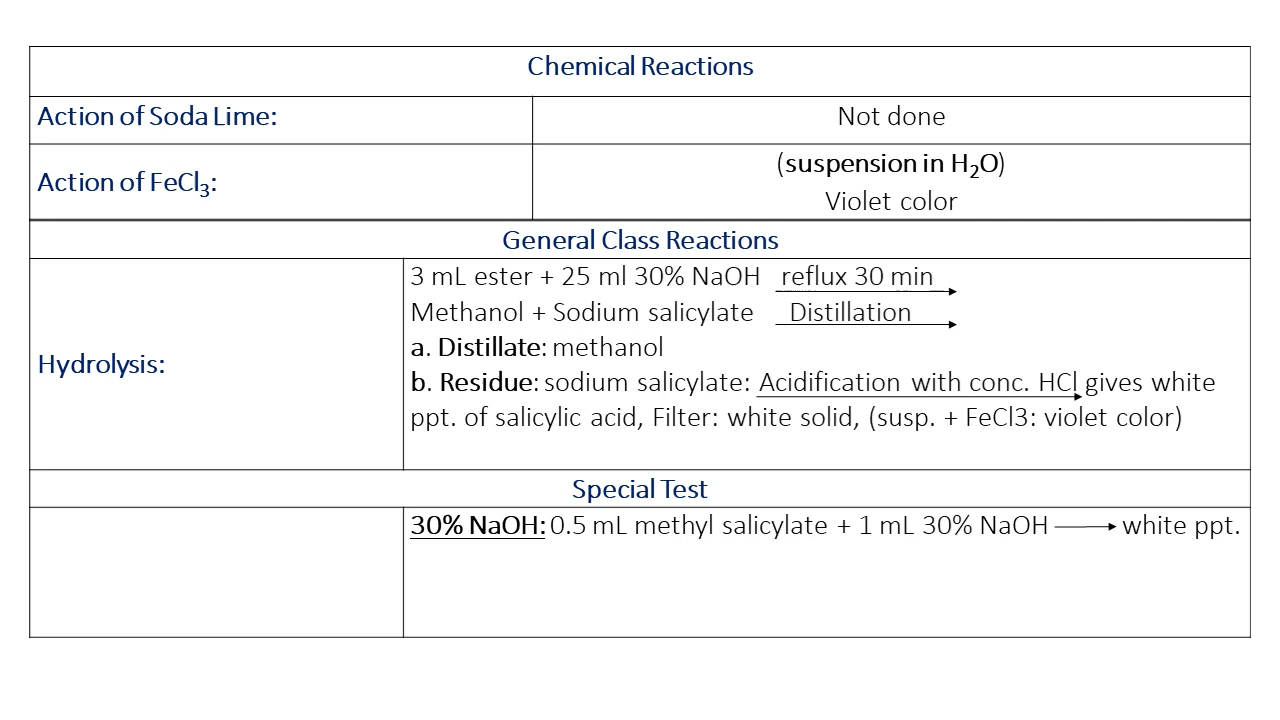 Chemical Reactions
Action of Soda Lime:
Not done
Action of FeCl₃:
(suspension in H₂O)
Violet color
General Class Reactions
Hydrolysis:
3 mL ester + 25 ml 30% NaOH reflux 30 min
Methanol + Sodium salicylate Distillation
a. Distillate: methanol
b. Residue: sodium salicylate: Acidification with conc. HCl gives white
ppt. of salicylic acid, Filter: white solid, (susp. + FeCl3: violet color)
Special Test
30% NaOH: 0.5 mL methyl salicylate + 1 mL 30% NaOH ⟶ white ppt.